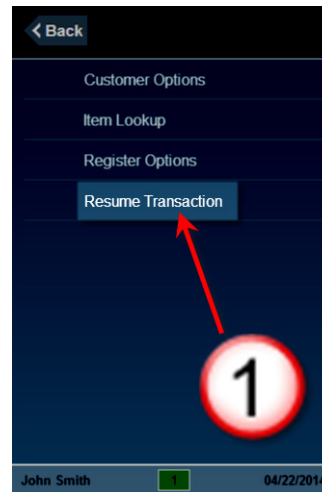 Back
Customer Options
Item Lookup
Register Options
Resume Transaction
1
John Smith 1 04/22/2014